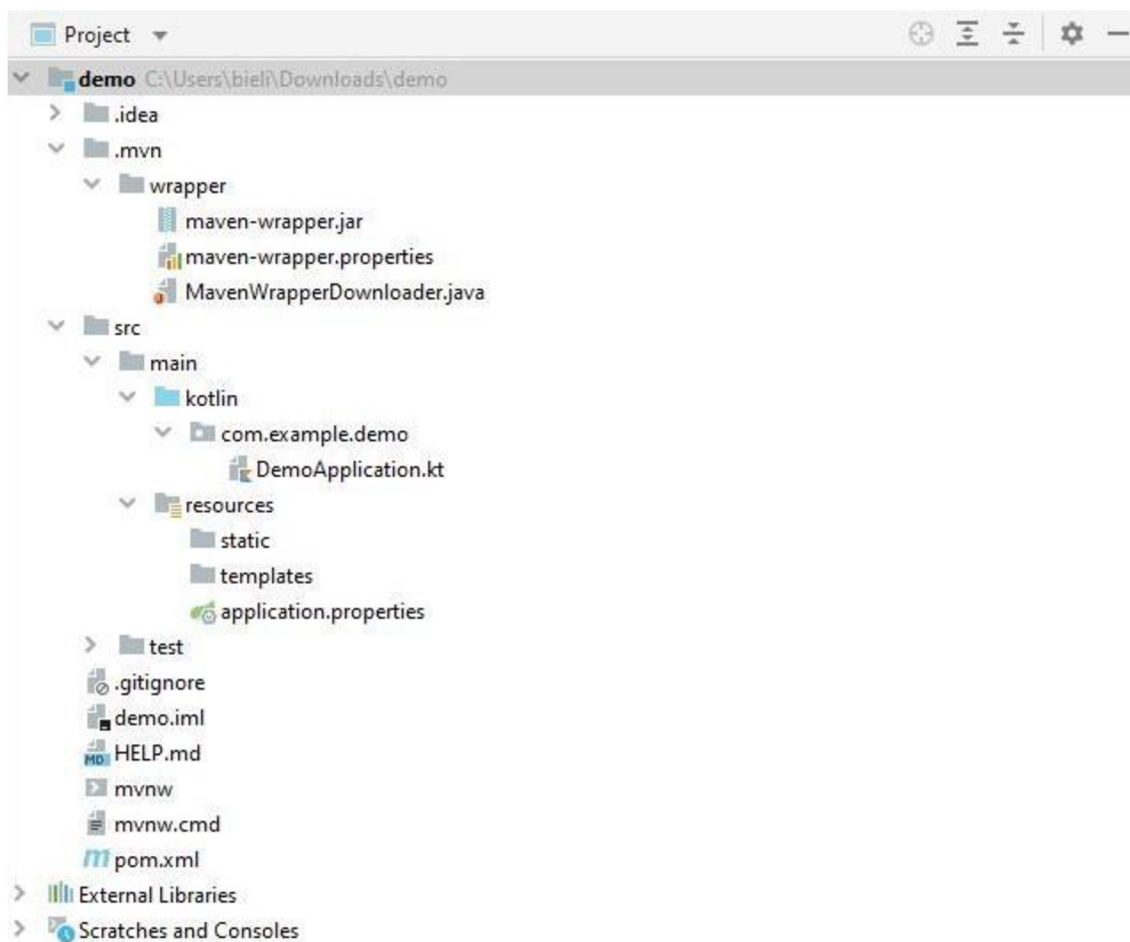 Project
demo C:\Users\bieli\Downloads\demo
.idea
.mvn
wrapper
maven-wrapper.jar
maven-wrapper.properties
MavenWrapperDownloader.java
src
main
kotlin
com.example.demo
DemoApplication.kt
resources
static
templates
application.properties
test
.gitignore
demo.iml
MD HELP.md
mvnw
mvnw.cmd
m pom.xml
External Libraries
Scratches and Consoles